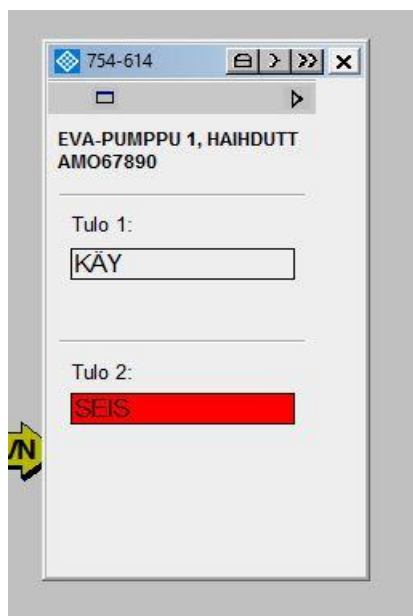 754-614
EVA-PUMPPU 1, HAIHDUTT
AMO67890
Tulo 1:
KÄY
Tulo 2:
SEIS
/N